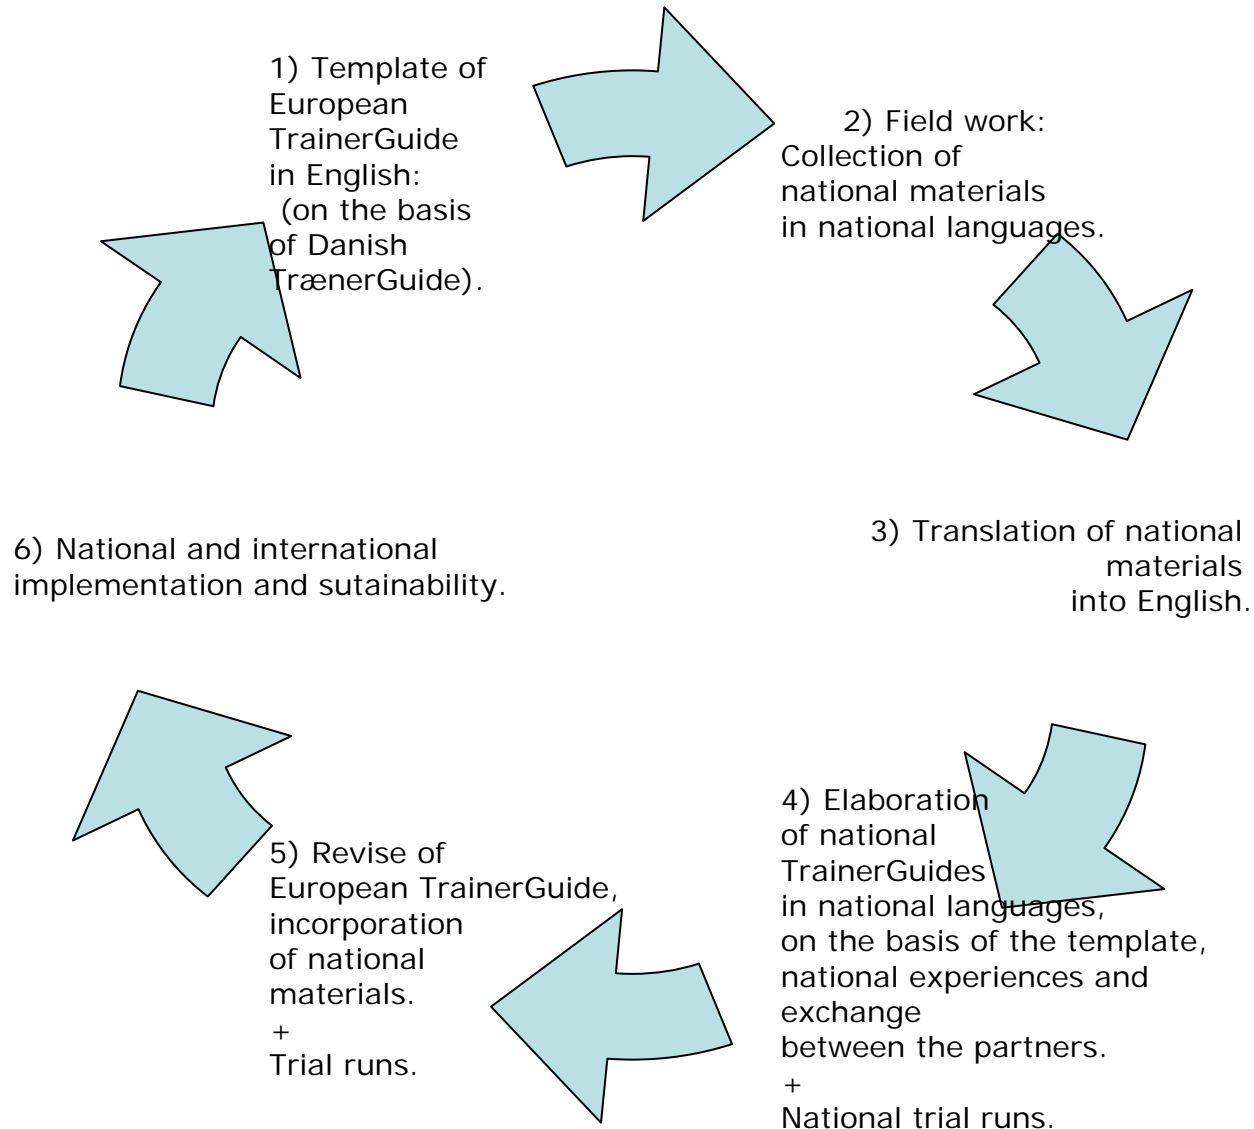 1) Template of
European
TrainerGuide
in English:
(on the basis
of Danish
TrænerGuide).
2) Field work:
Collection of
national materials
in national languages.
3) Translation of national
materials
into English.
4) Elaboration
of national
TrainerGuides
in national languages,
on the basis of the template,
national experiences and
exchange
between the partners.
+
National trial runs.
5) Revise of
European TrainerGuide,
incorporation
of national
materials.
+
Trial runs.
6) National and international
implementation and sutainability.